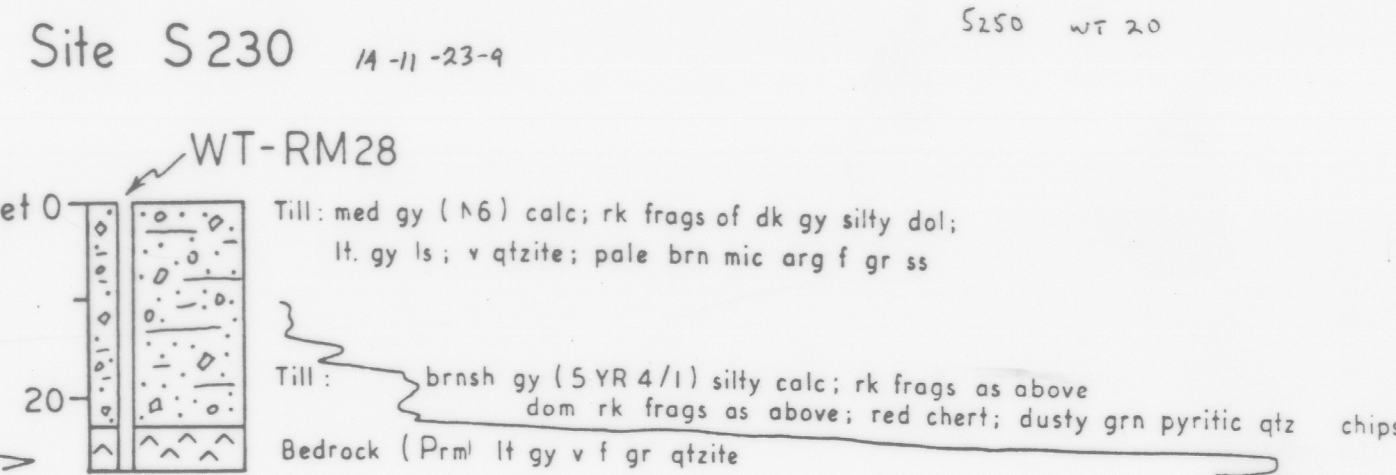 S250 WT 20
Site S230 14-11-23-9
WT-RM28
et 0
Till: med gy (N6) calc; rk frags of dk gy silty dol;
lt. gy ls; v qtzite; pale brn mic arg f gr ss
Till: brnsh gy (5 YR 4/1) silty calc; rk frags as above
20
dom rk frags as above; red chert; dusty grn pyritic qtz chips
Bedrock (Prm) lt gy v f gr qtzite